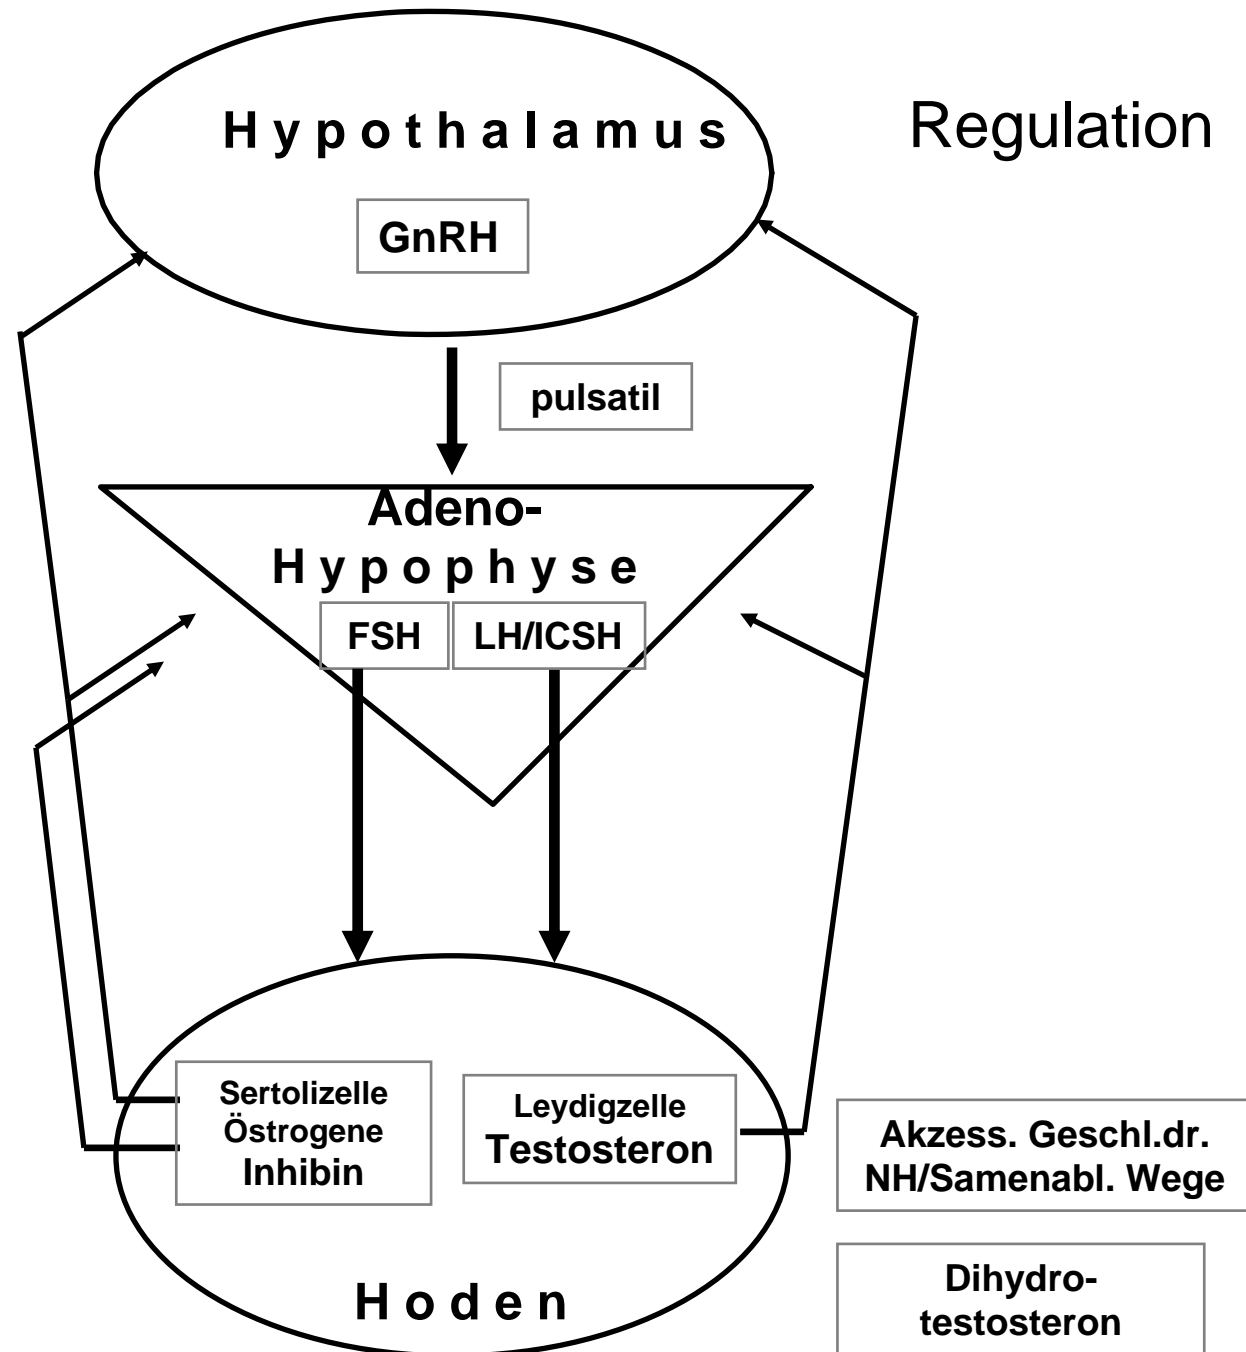 Hypothalamus
Regulation
GnRH
pulsatil
Adeno-
Hypophyse
FSH
LH/ICSH
Sertolizelle
Östrogene
Inhibin
Leydigzelle
Testosteron
Akzess. Geschl.dr.
NH/Samenabl. Wege
Hoden
Dihydro-
testosteron